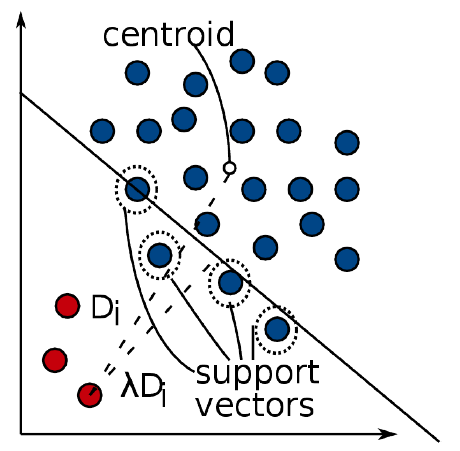 centroid
Di
λDi
support
vectors